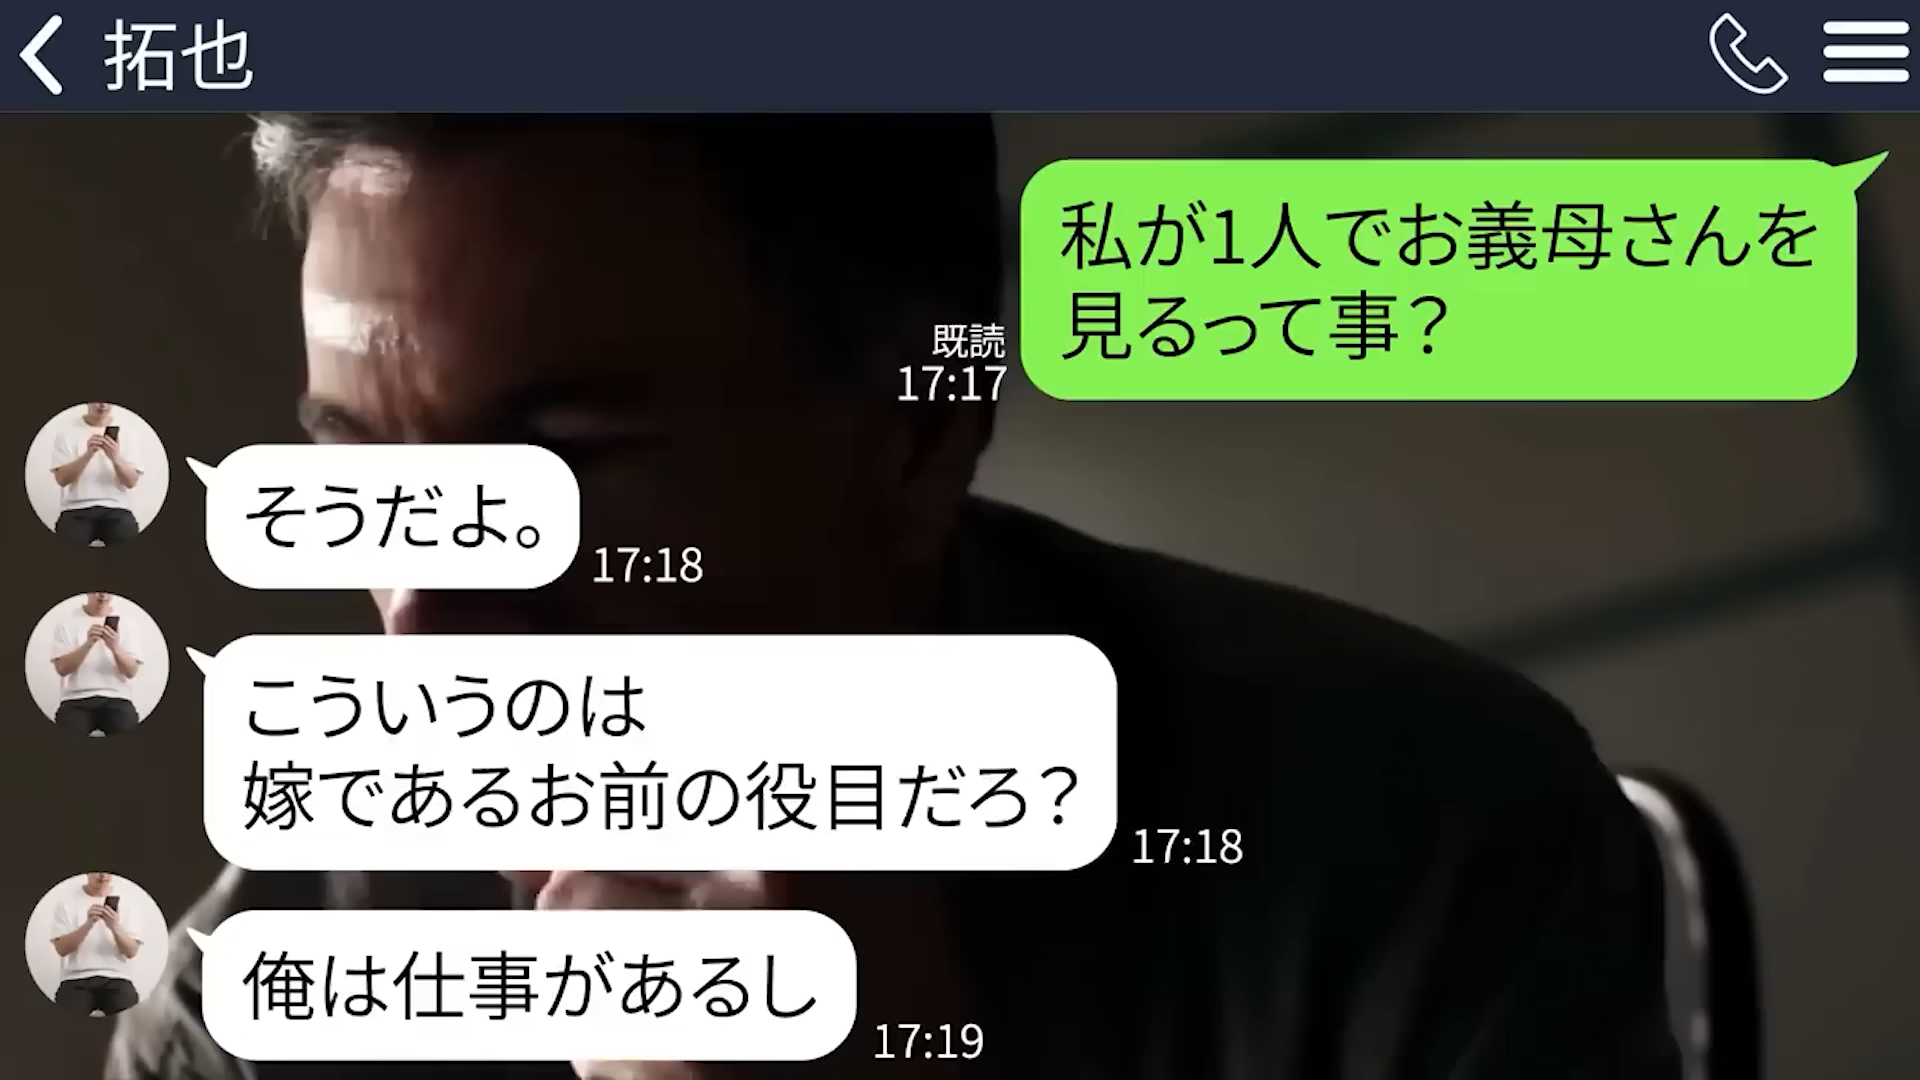 拓也
私が1人でお義母さんを
見るって事？
既読
17:17
そうだよ。
17:18
こういうのは
嫁であるお前の役目だろ？
17:18
俺は仕事があるし
17:19